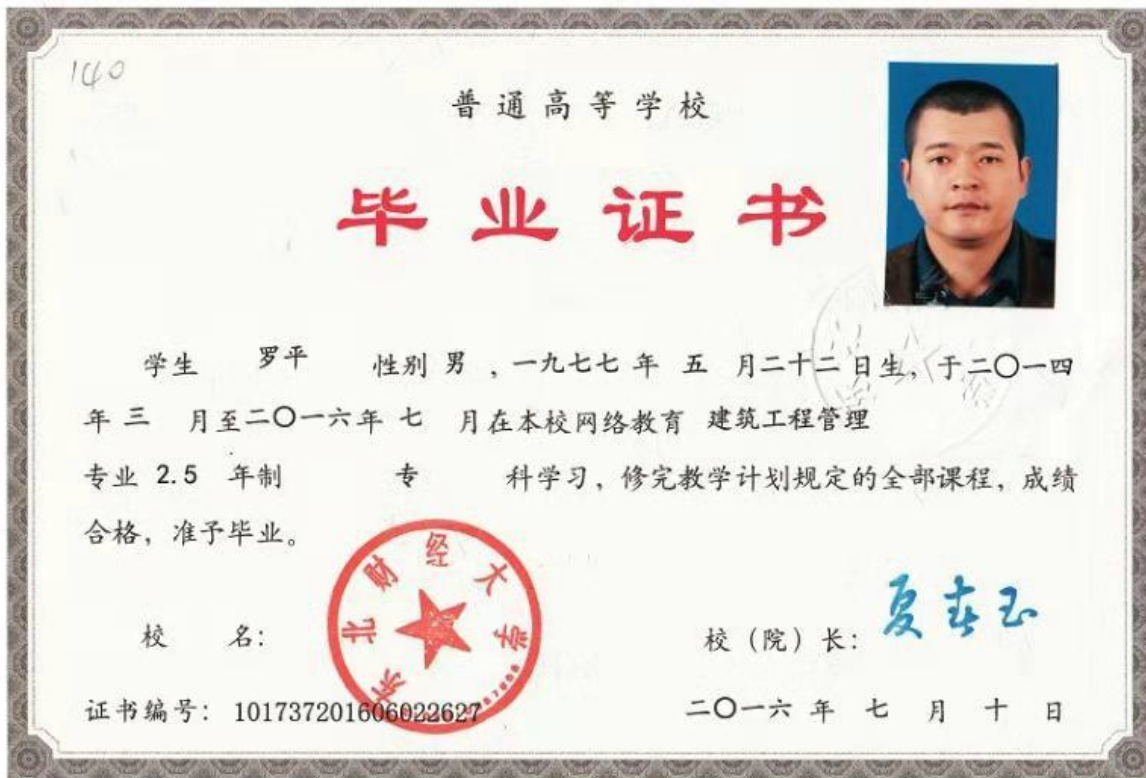 140
普通高等学校
毕业证书
学生 罗平 性别 男 ，一九七七 年 五 月二十二 日生，于二〇一四
年 三 月至二〇一六年 七 月在本校网络教育 建筑工程管理
专业 2.5 年制 专 科学习，修完教学计划规定的全部课程，成绩
合格，准予毕业。
东北财经大学
校 名：
校（院）长： 夏春玉
证书编号：101737201606022627
二〇一六 年 七 月 十 日